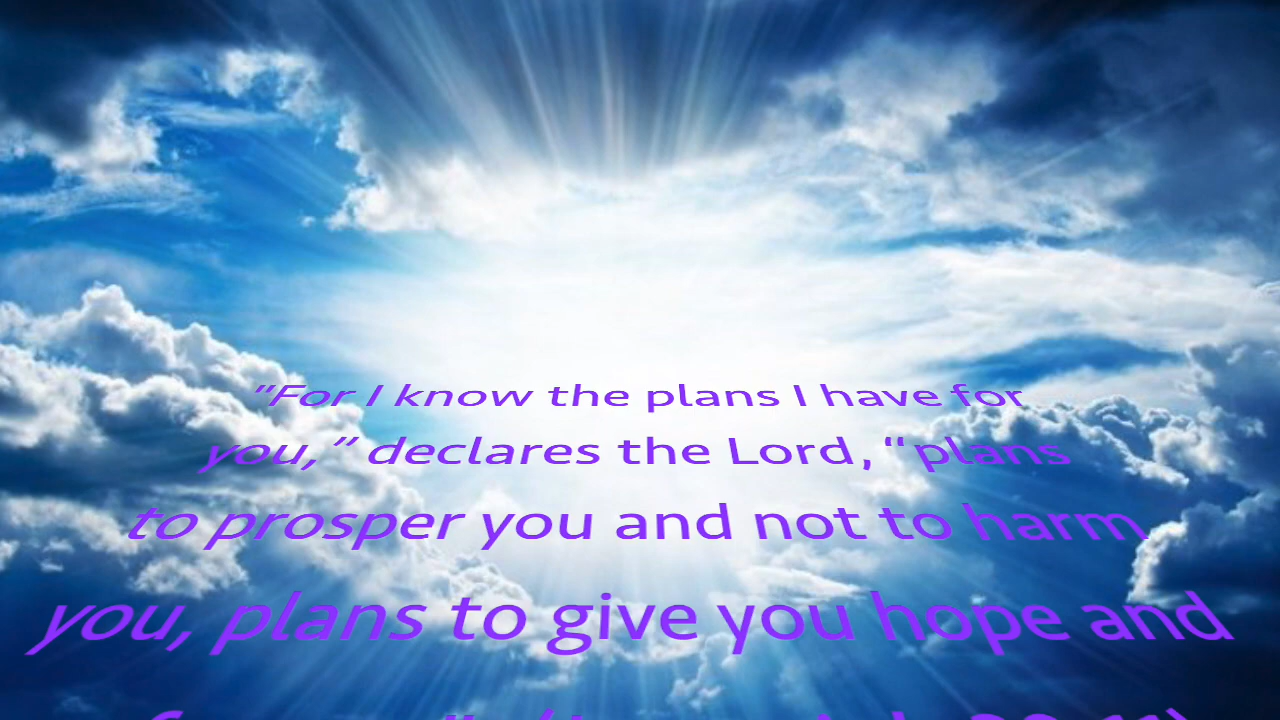 “For I know the plans I have for
you,” declares the Lord, “plans
to prosper you and not to harm
you, plans to give you hope and